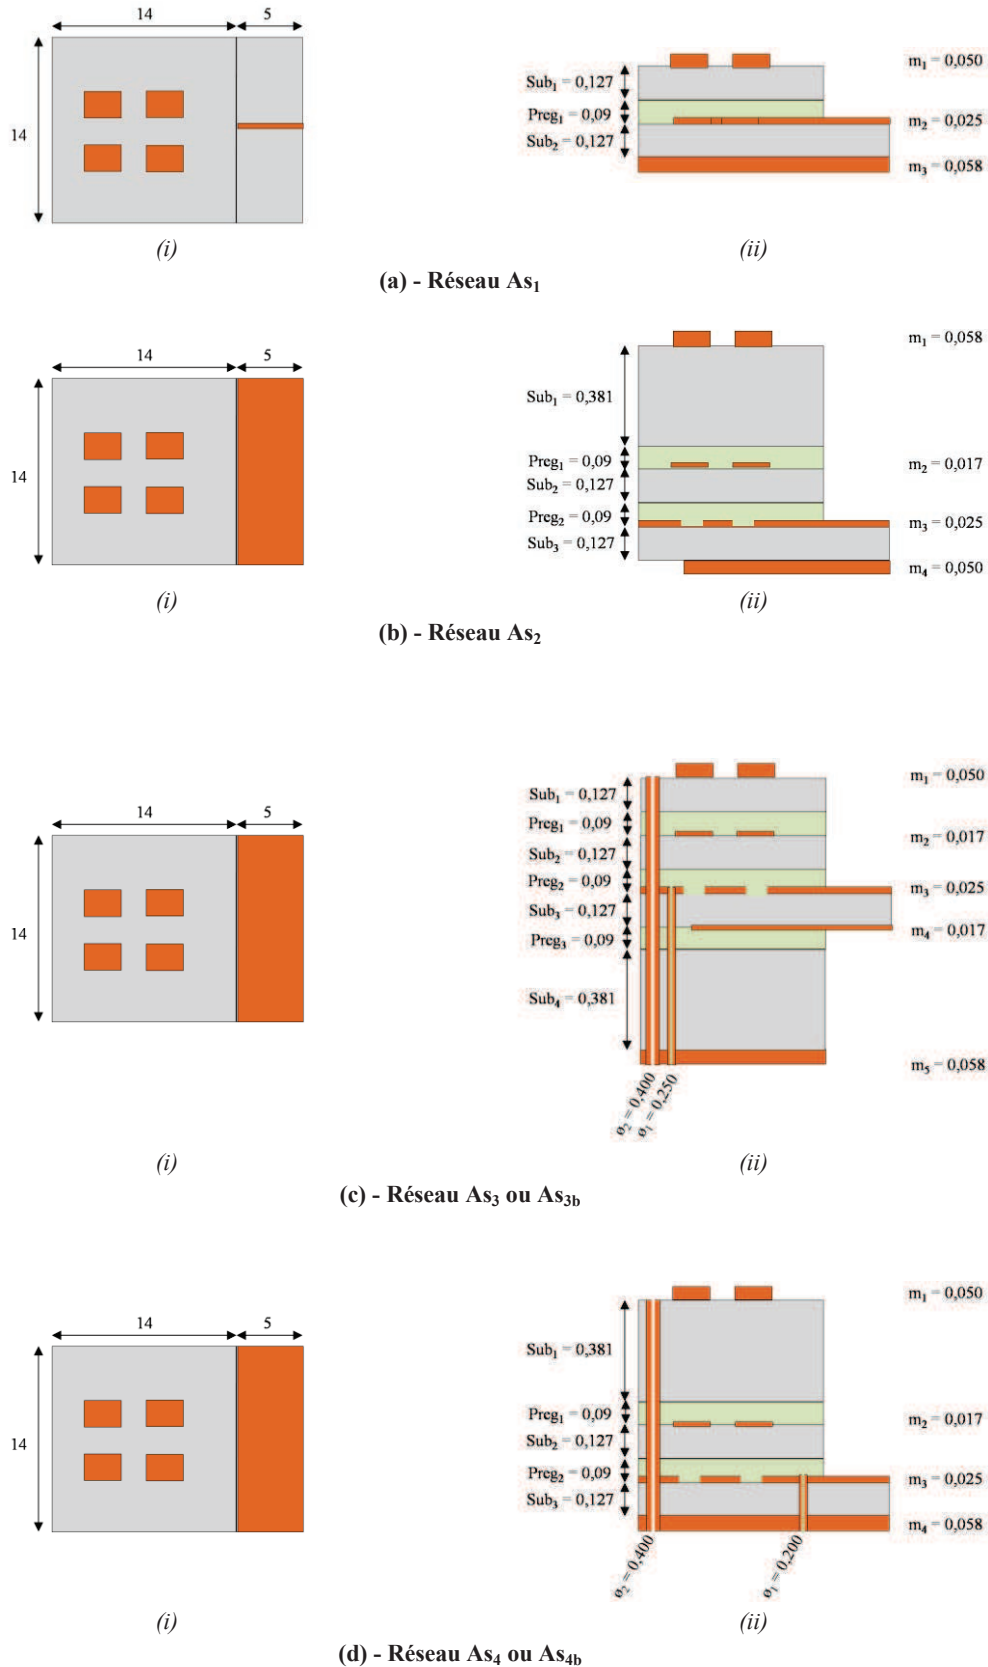 14
5
14
Sub1 = 0,127
Preg1 = 0,09
Sub2 = 0,127
m1 = 0,050
m2 = 0,025
m3 = 0,058
(i)
(ii)
(a) - Réseau As1
14
5
14
Sub1 = 0,381
Preg1 = 0,09
Sub2 = 0,127
Preg2 = 0,09
Sub3 = 0,127
m1 = 0,058
m2 = 0,017
m3 = 0,025
m4 = 0,050
(i)
(ii)
(b) - Réseau As2
14
5
14
Sub1 = 0,127
Preg1 = 0,09
Sub2 = 0,127
Preg2 = 0,09
Sub3 = 0,127
Preg3 = 0,09
Sub4 = 0,381
m1 = 0,050
m2 = 0,017
m3 = 0,025
m4 = 0,017
m5 = 0,058
ø2 = 0,400
ø1 = 0,250
(i)
(ii)
(c) - Réseau As3 ou As3b
14
5
14
Sub1 = 0,381
Preg1 = 0,09
Sub2 = 0,127
Preg2 = 0,09
Sub3 = 0,127
m1 = 0,050
m2 = 0,017
m3 = 0,025
m4 = 0,058
ø2 = 0,400
ø1 = 0,200
(i)
(ii)
(d) - Réseau As4 ou As4b